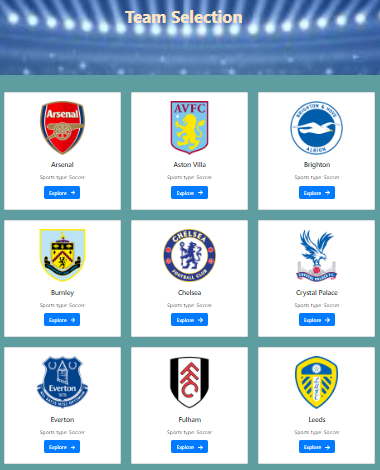 Team Selection
Arsenal
AVFC
BRIGHTON & HOVE
ALBION
Arsenal
Aston Villa
Brighton
Sports type: Soccer
Sports type: Soccer
Sports type: Soccer
Explore →
Explore →
Explore →
CHELSEA
FOOTBALL CLUB
Burnley
Chelsea
Crystal Palace
Sports type: Soccer
Sports type: Soccer
Sports type: Soccer
Explore →
Explore →
Explore →
Everton
1878
FFC
Everton
Fulham
Leeds
Sports type: Soccer
Sports type: Soccer
Sports type: Soccer
Explore →
Explore →
Explore →